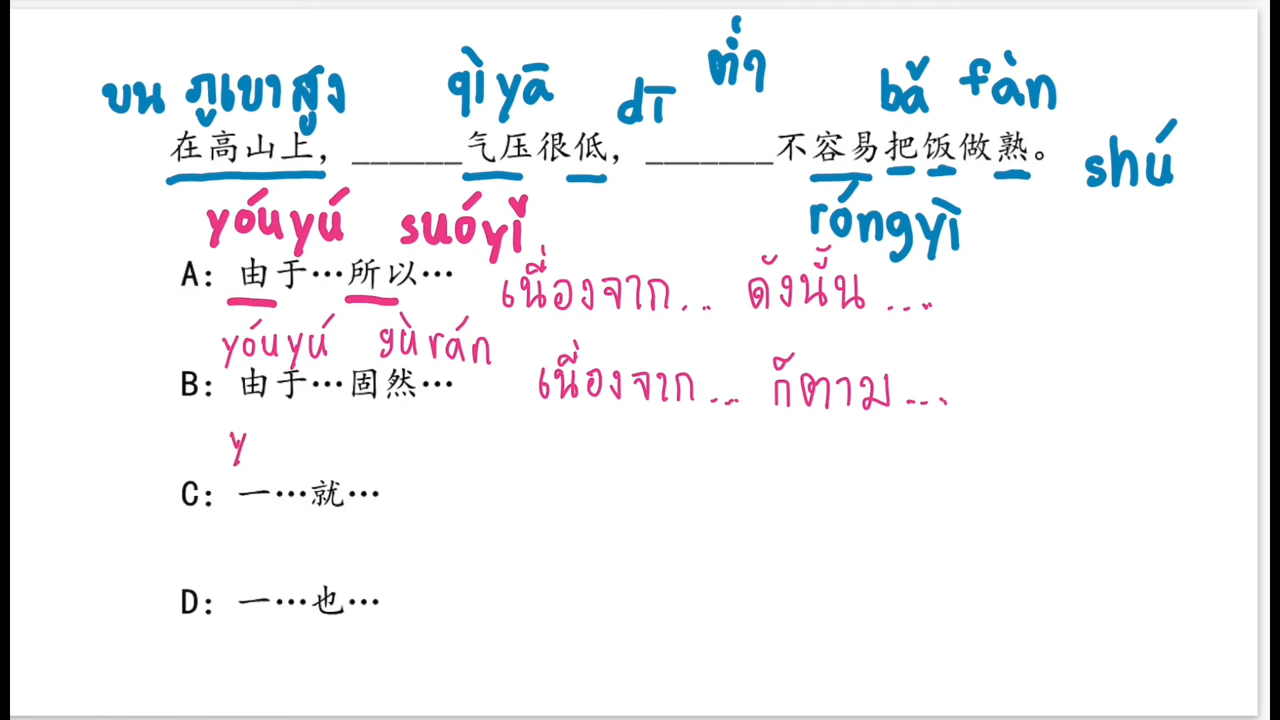 บน ภูเขาสูง qìyā dī ต่ำ bǎ fàn
在高山上，______气压很低，_______不容易把饭做熟。 shú
yóuyú suóyǐ róngyì
A: 由于…所以… เนื่องจาก... ดังนั้น ....
yóuyú gùrán
B: 由于…固然… เนื่องจาก... ก็ตาม ....
y
C: 一…就…
D: 一…也…